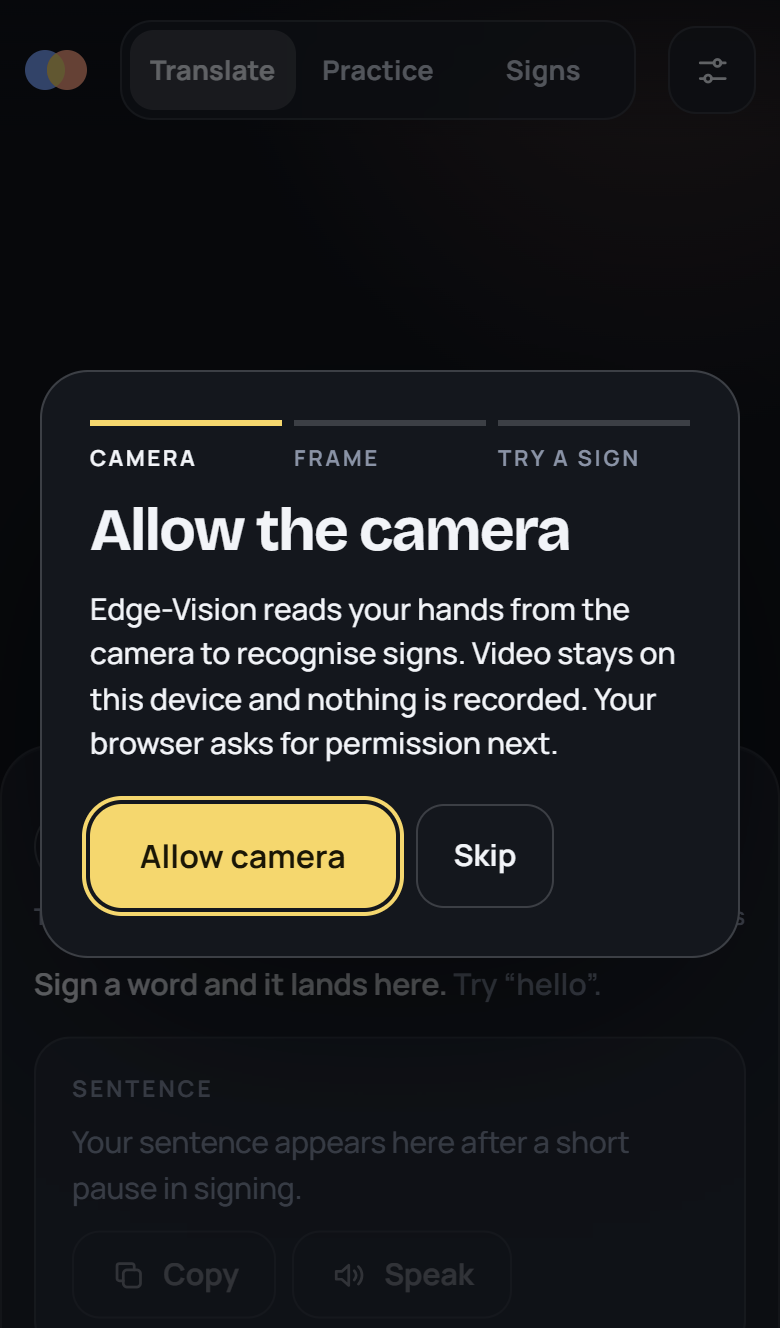 Translate
Practice
Signs
CAMERA
FRAME
TRY A SIGN
Allow the camera
Edge-Vision reads your hands from the
camera to recognise signs. Video stays on
this device and nothing is recorded. Your
browser asks for permission next.
Allow camera
Skip
Sign a word and it lands here. Try “hello”.
SENTENCE
Your sentence appears here after a short
pause in signing.
Copy
Speak